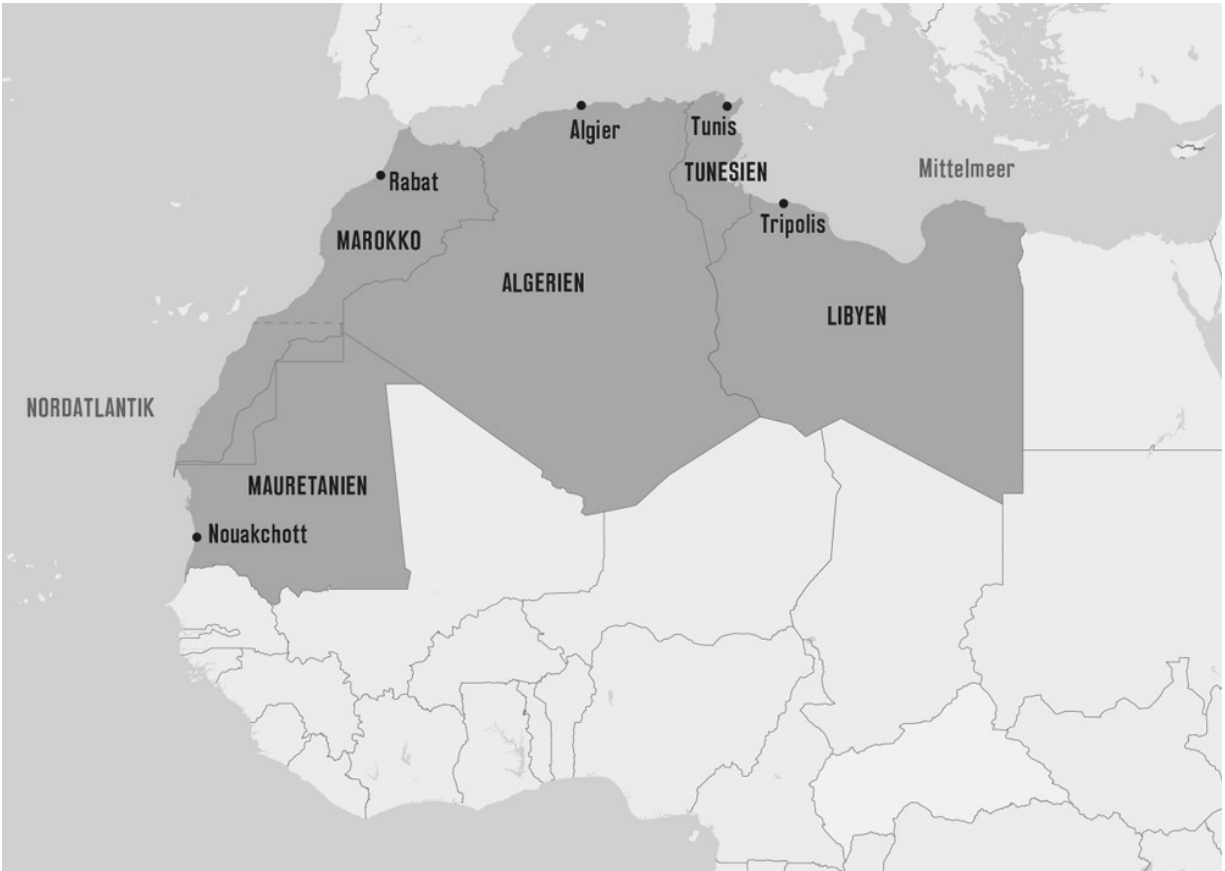 Algier
Tunis
TUNESIEN
Mittelmeer
Rabat
Tripolis
MAROKKO
ALGERIEN
LIBYEN
NORDATLANTIK
MAURETANIEN
Nouakchott